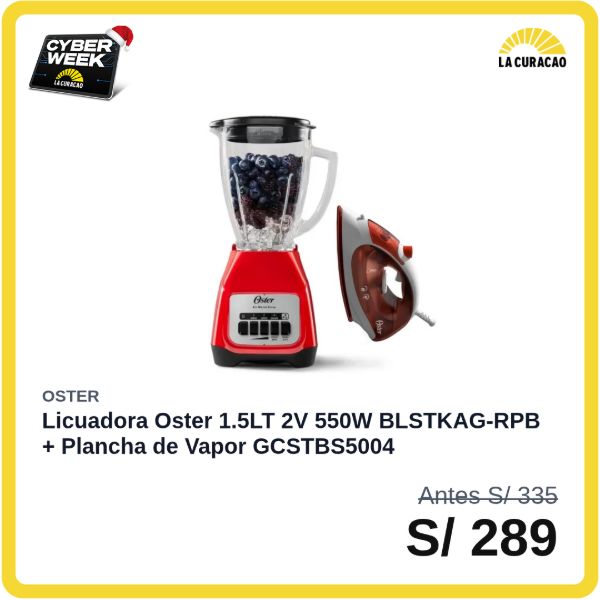 CYBER
WEEK
LA CURACAO
LA CURACAO
Oster
Oster
OSTER
Licuadora Oster 1.5LT 2V 550W BLSTKAG-RPB
+ Plancha de Vapor GCSTBS5004
Antes S/ 335
S/ 289